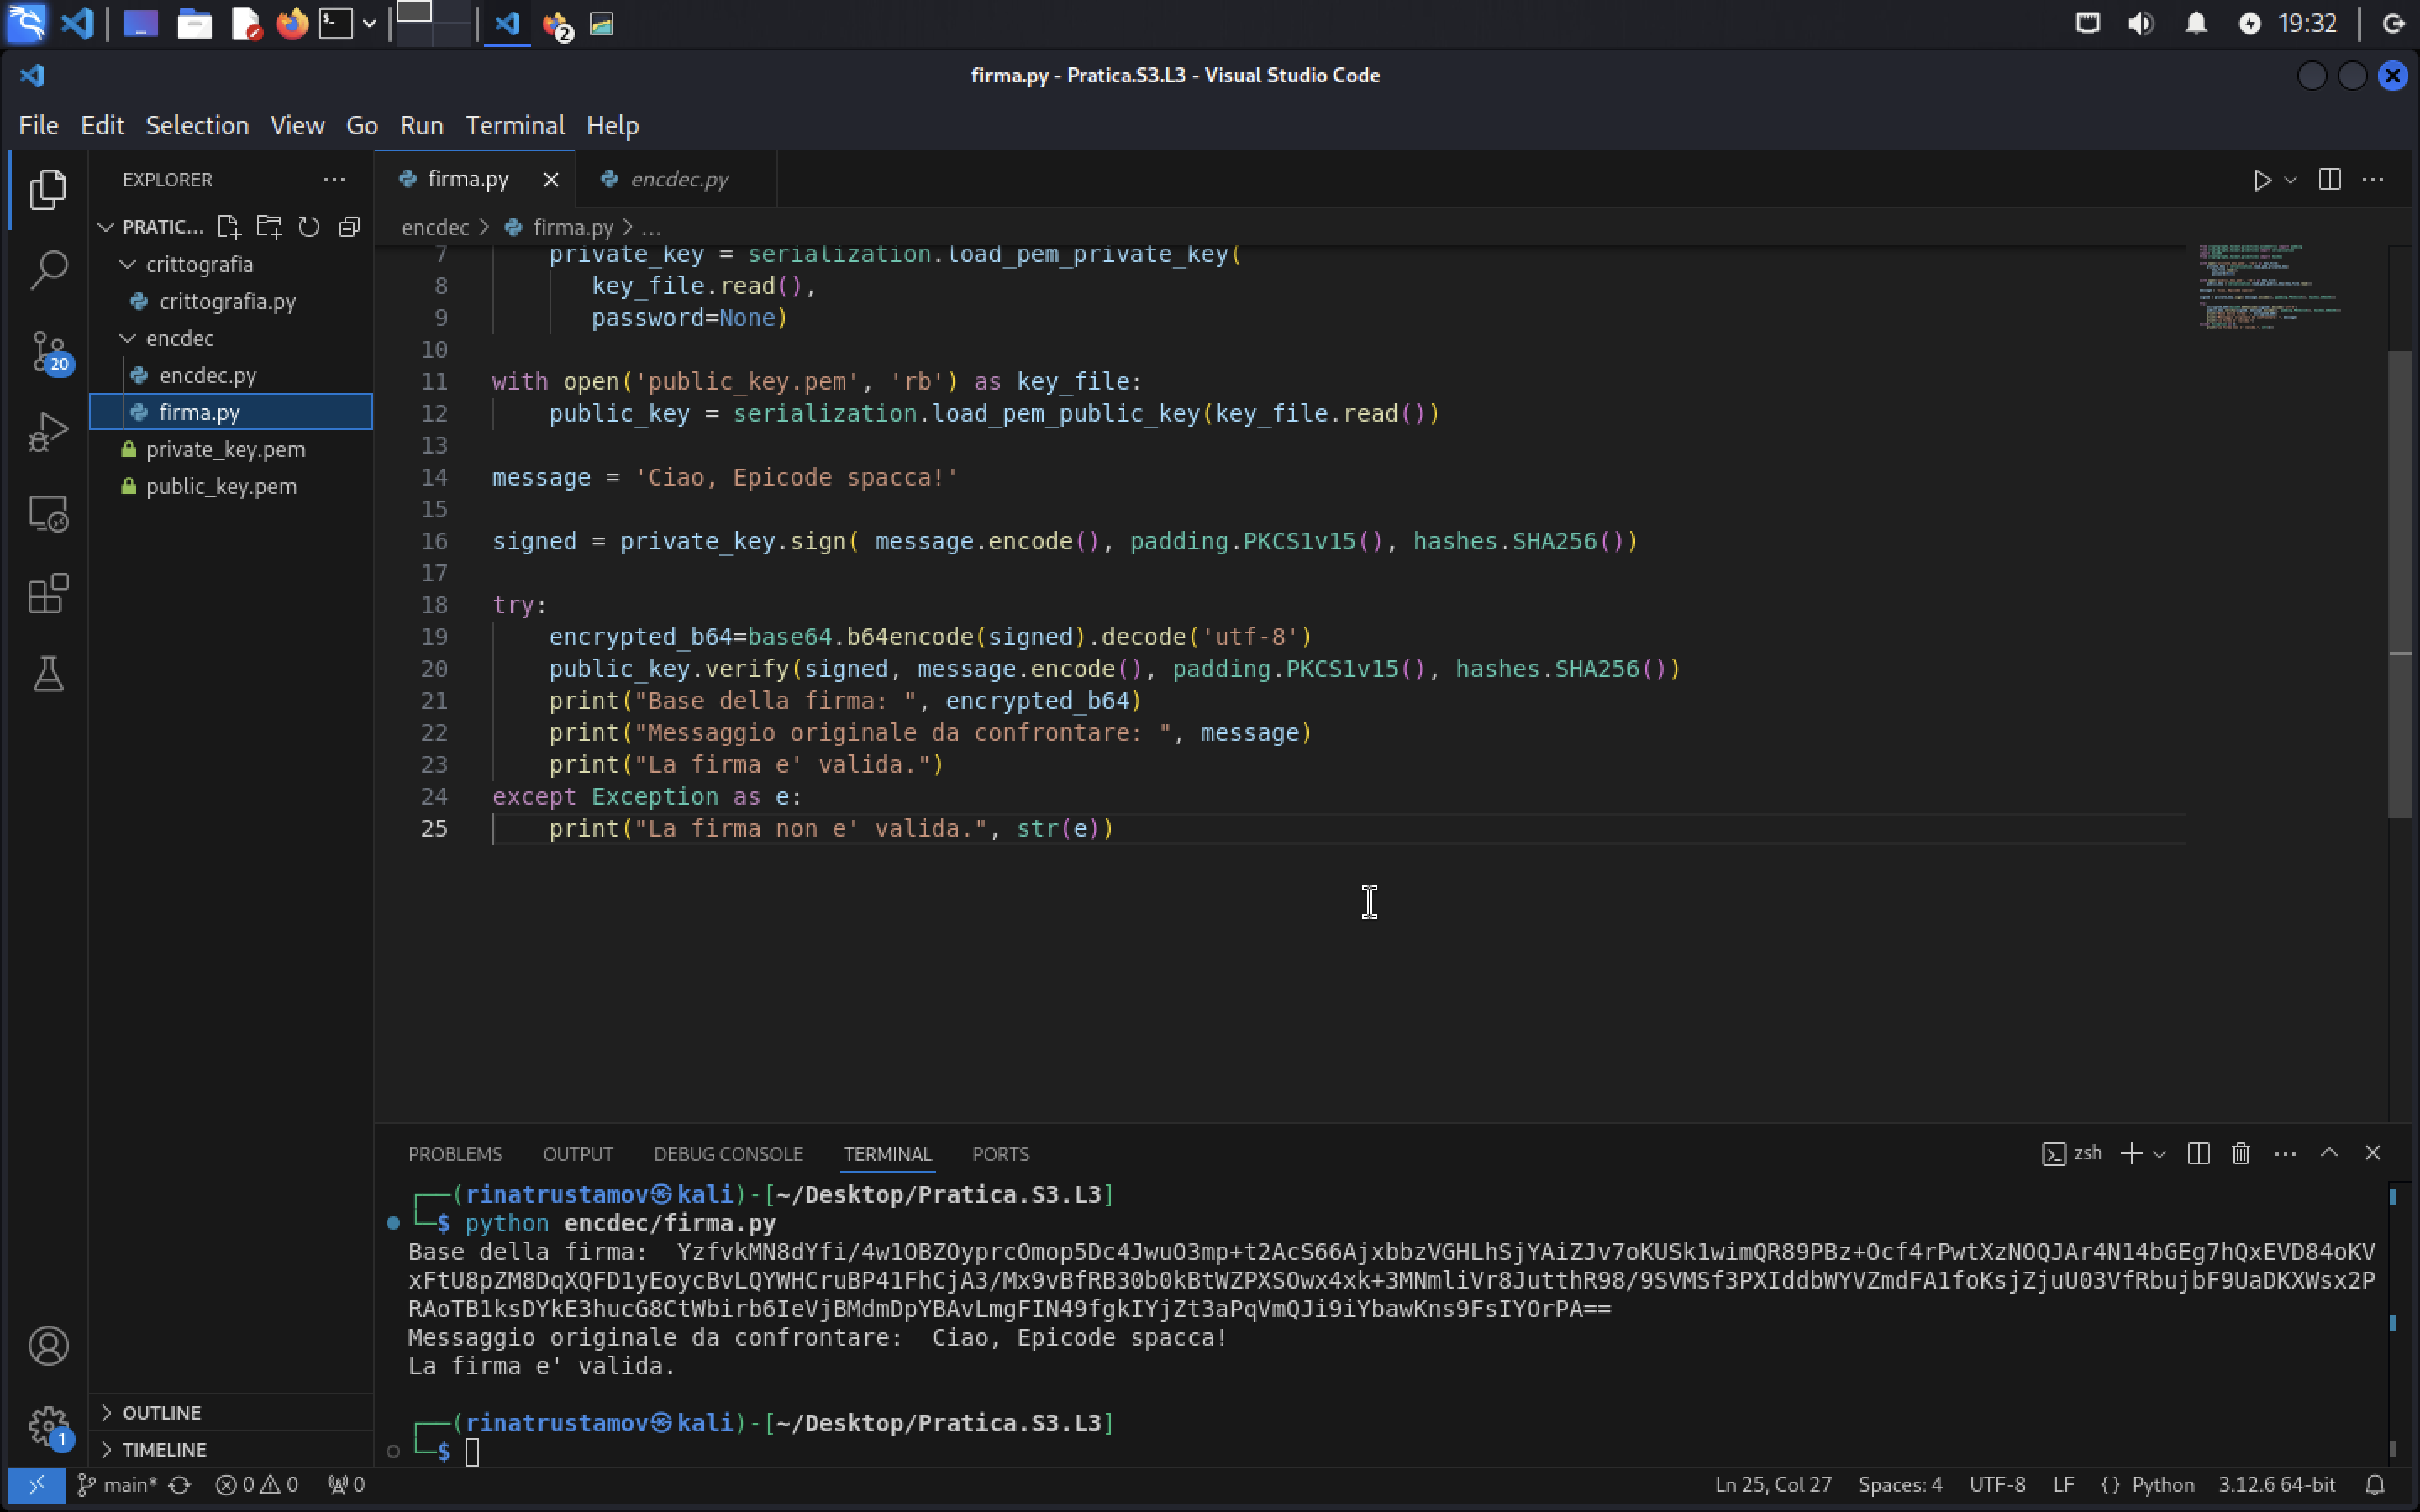 19:32
2
firma.py - Pratica.S3.L3 - Visual Studio Code
File Edit Selection View Go Run Terminal Help
EXPLORER
PRATIC...
crittografia
crittografia.py
encdec
encdec.py
firma.py
private_key.pem
public_key.pem
20
1
OUTLINE
TIMELINE
firma.py encdec.py
encdec > firma.py > ...
7 private_key = serialization.load_pem_private_key(
8 key_file.read(),
9 password=None)
10
11 with open('public_key.pem', 'rb') as key_file:
12 public_key = serialization.load_pem_public_key(key_file.read())
13
14 message = 'Ciao, Epicode spacca!'
15
16 signed = private_key.sign( message.encode(), padding.PKCS1v15(), hashes.SHA256())
17
18 try:
19 encrypted_b64=base64.b64encode(signed).decode('utf-8')
20 public_key.verify(signed, message.encode(), padding.PKCS1v15(), hashes.SHA256())
21 print("Base della firma: ", encrypted_b64)
22 print("Messaggio originale da confrontare: ", message)
23 print("La firma e' valida.")
24 except Exception as e:
25 print("La firma non e' valida.", str(e))
PROBLEMS OUTPUT DEBUG CONSOLE TERMINAL PORTS
zsh
┌──(rinatrustamov㉿kali)-[~/Desktop/Pratica.S3.L3]
└─$ python encdec/firma.py
Base della firma:  YzfvkMN8dYfi/4w1OBZOyprcOmop5Dc4JwuO3mp+t2AcS66AjxbbzVGHLhSjYAiZJv7oKUSk1wimQR89PBz+Ocf4rPwtXzNOQJAr4N14bGEg7hQxEVD84oKV
xFtU8pZM8DqXQFD1yEoycBvLQYWHCruBP41FhCjA3/Mx9vBfRB30b0kBtWZPXSOwx4xk+3MNmliVr8JutthR98/9SVMSf3PXIddbWYVZmdFA1foKsjZjuU03VfRbujbF9UaDKXWsx2P
RAoTB1ksDYkE3hucG8CtWbirb6IeVjBMdmDpYBAvLmgFIN49fgkIYjZt3aPqVmQJi9iYbawKns9FsIYOrPA==
Messaggio originale da confrontare:  Ciao, Epicode spacca!
La firma e' valida.
┌──(rinatrustamov㉿kali)-[~/Desktop/Pratica.S3.L3]
└─$
main* 0 0 0 Ln 25, Col 27 Spaces: 4 UTF-8 LF {} Python 3.12.6 64-bit